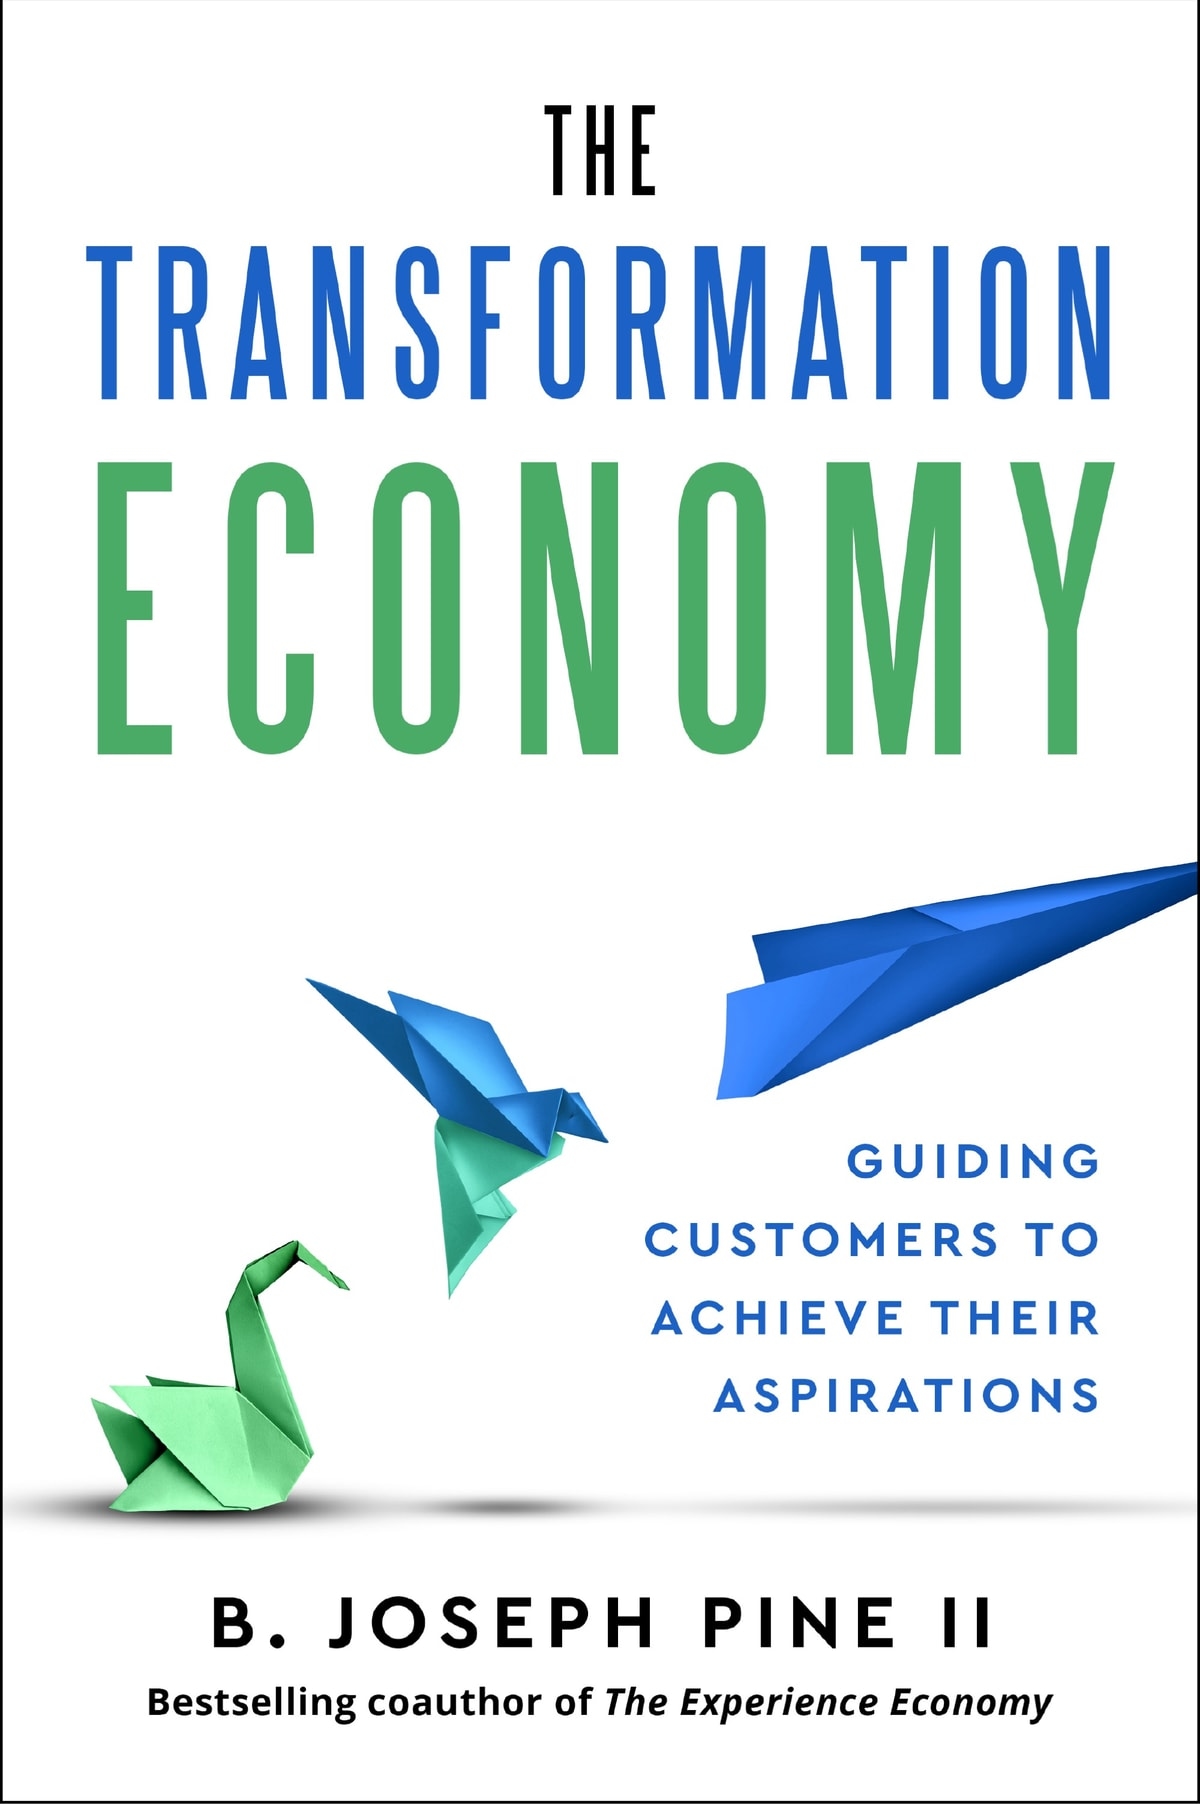 THE
TRANSFORMATION
ECONOMY
GUIDING
CUSTOMERS TO
ACHIEVE THEIR
ASPIRATIONS
B. JOSEPH PINE II
Bestselling coauthor of The Experience Economy